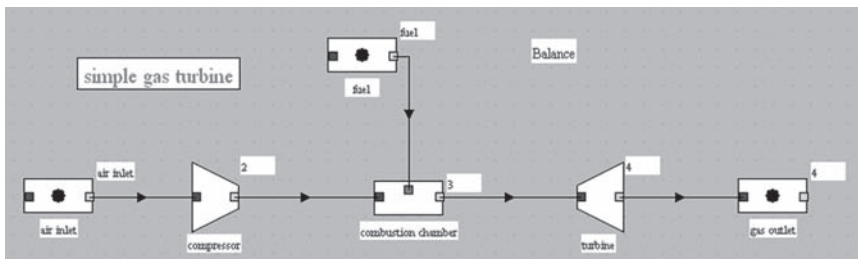 fuel
Balance
simple gas turbine
fuel
air inlet
2
3
4
4
air inlet
compressor
combustion chamber
turbine
gas outlet